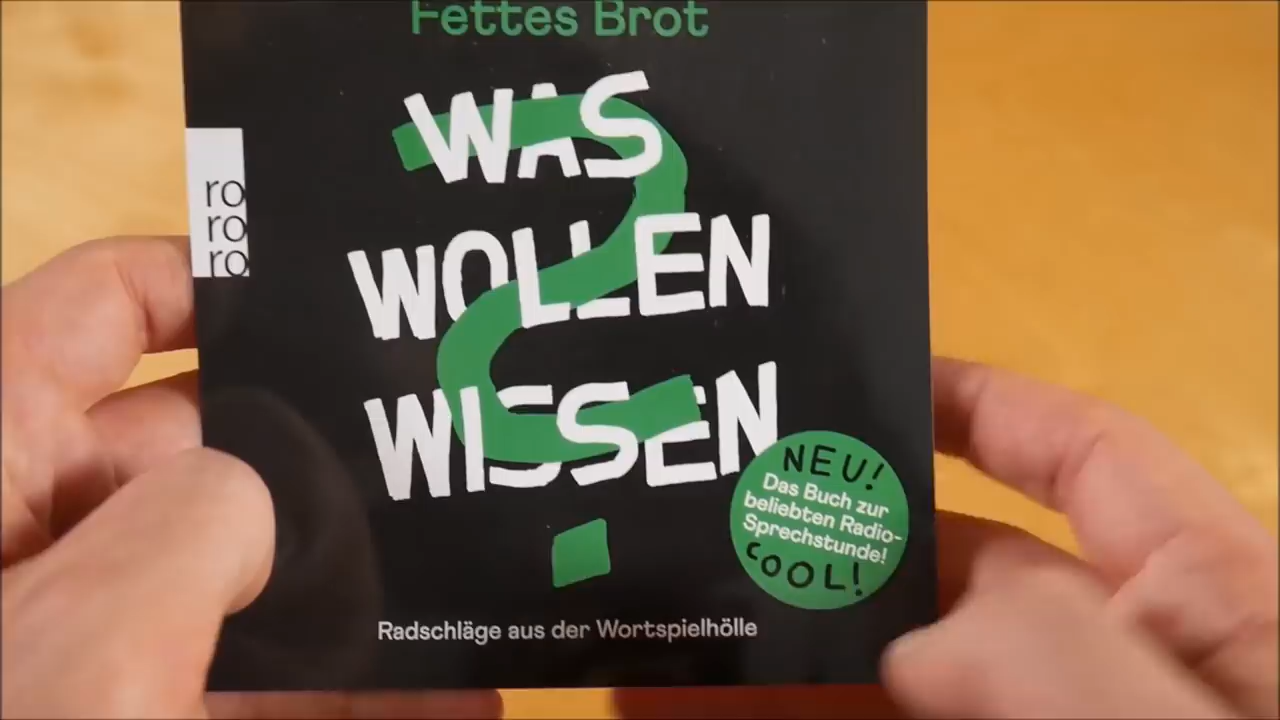 Fettes Brot
WAS
WOLLEN
WISSEN
?
ro
ro
ro
NEU!
Das Buch zur
beliebten Radio-
Sprechstunde!
COOL!
Radschläge aus der Wortspielhölle